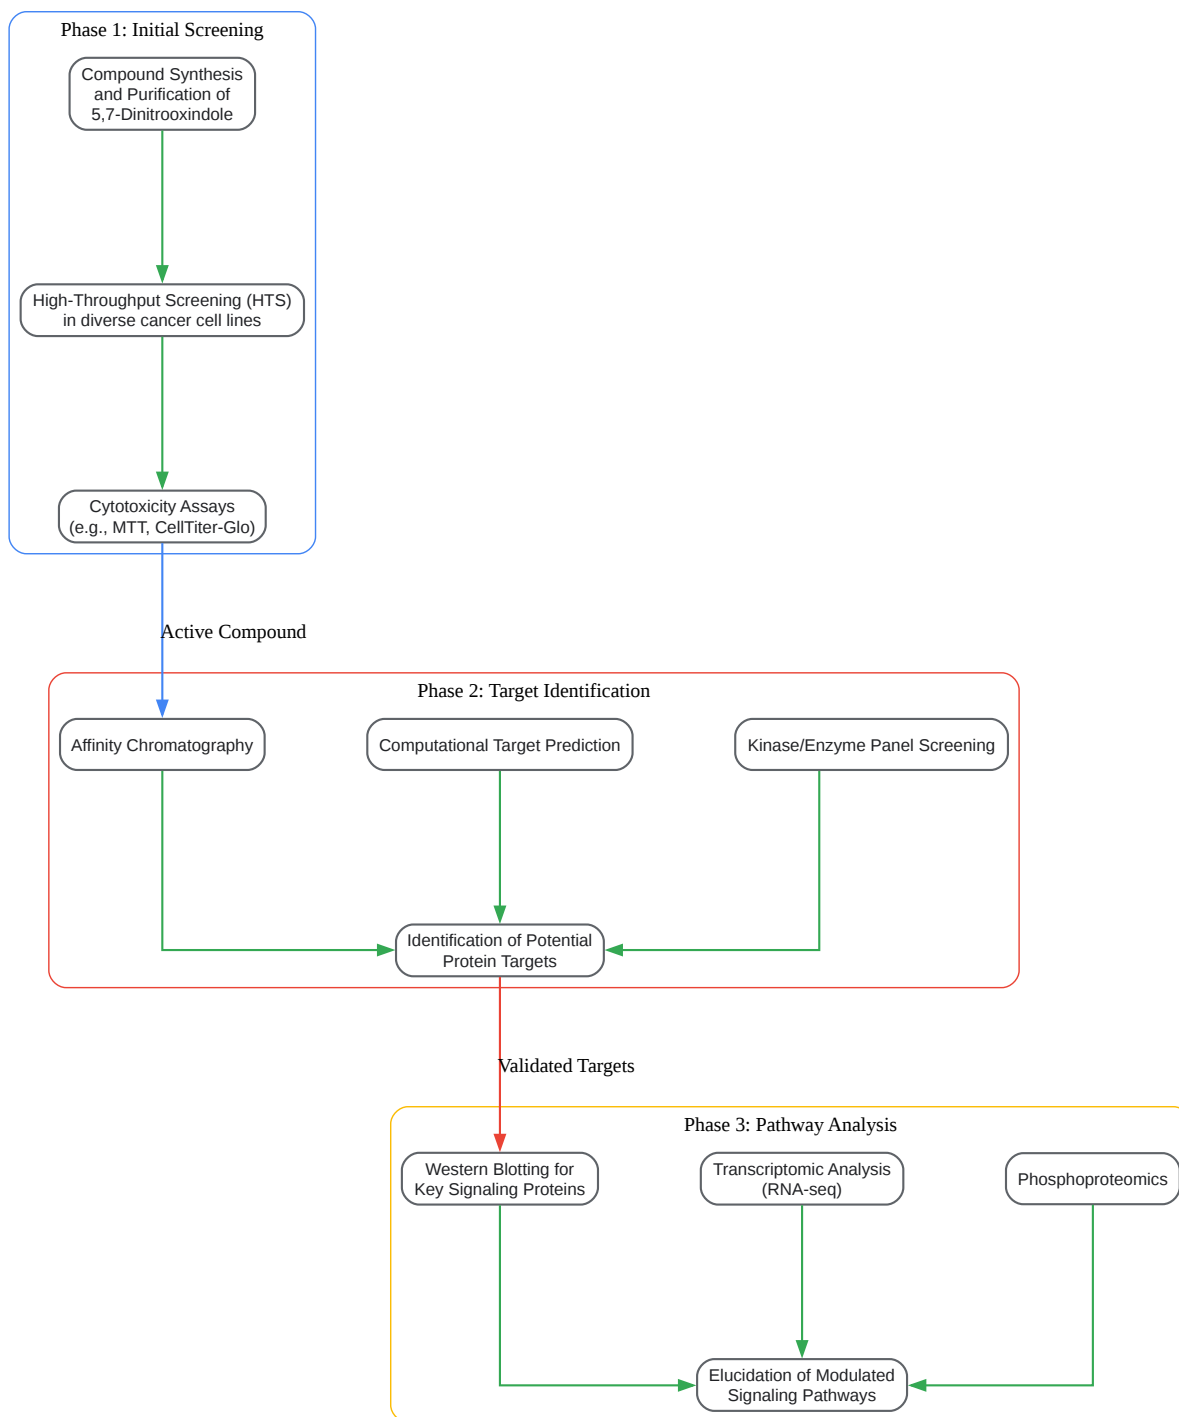 Phase 1: Initial Screening
Compound Synthesis
and Purification of
5,7-Dinitrooxindole
High-Throughput Screening (HTS)
in diverse cancer cell lines
Cytotoxicity Assays
(e.g., MTT, CellTiter-Glo)
Active Compound
Phase 2: Target Identification
Affinity Chromatography
Computational Target Prediction
Kinase/Enzyme Panel Screening
Identification of Potential
Protein Targets
Validated Targets
Phase 3: Pathway Analysis
Western Blotting for
Key Signaling Proteins
Transcriptomic Analysis
(RNA-seq)
Phosphoproteomics
Elucidation of Modulated
Signaling Pathways